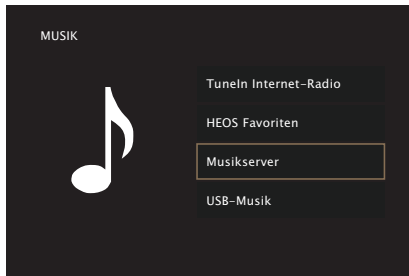 MUSIK
TuneIn Internet-Radio
HEOS Favoriten
Musikserver
USB-Musik